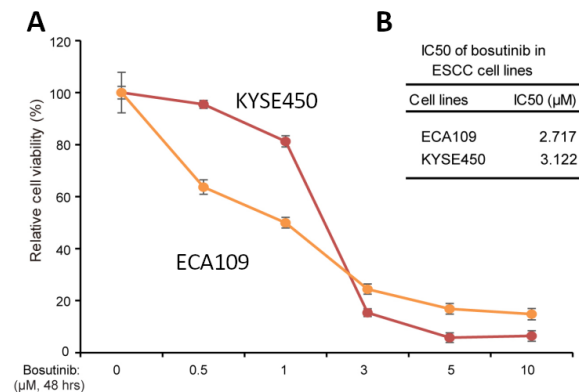 A
B
IC50 of bosutinib in
ESCC cell lines
Cell lines IC50 (µM)
ECA109 2.717
KYSE450 3.122
Relative cell viability (%)
120
100
80
60
40
20
0
KYSE450
ECA109
Bosutinib: 0 0.5 1 3 5 10
(µM, 48 hrs)